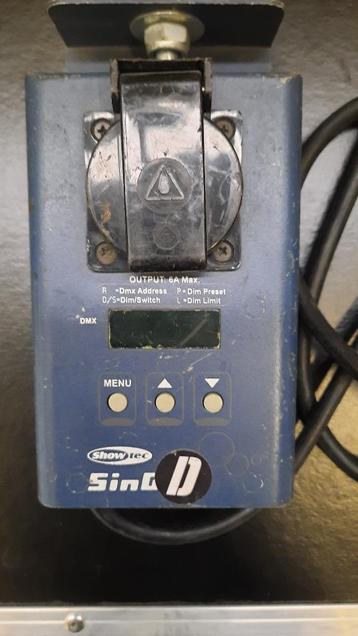 OUTPUT: 6A Max.
R =Dmx Address P =Dim Preset
D/S=Dim/Switch L =Dim Limit
DMX
MENU
Showtec
SinG
D